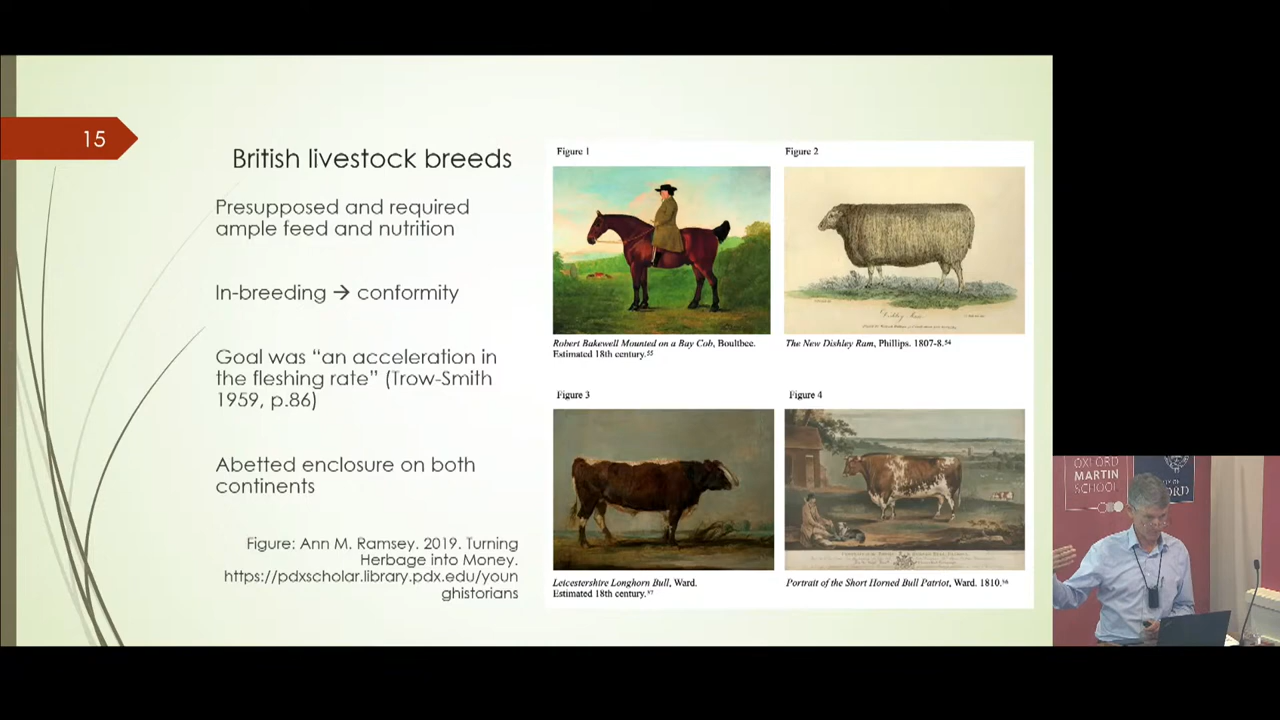 15
British livestock breeds
Presupposed and required
ample feed and nutrition
In-breeding → conformity
Goal was “an acceleration in
the fleshing rate” (Trow-Smith
1959, p.86)
Abetted enclosure on both
continents
Figure: Ann M. Ramsey. 2019. Turning
Herbage into Money.
https://pdxscholar.library.pdx.edu/youn
ghistorians
Figure 1
Robert Bakewell Mounted on a Bay Cob, Boultbee.
Estimated 18th century.⁵⁵
Figure 2
The New Dishley Ram, Phillips. 1807-8.⁵⁴
Figure 3
Leicestershire Longhorn Bull, Ward.
Estimated 18th century.⁵⁷
Figure 4
Portrait of the Short Horned Bull Patriot, Ward. 1810.⁵⁶
OXFORD
MARTIN
SCHOOL